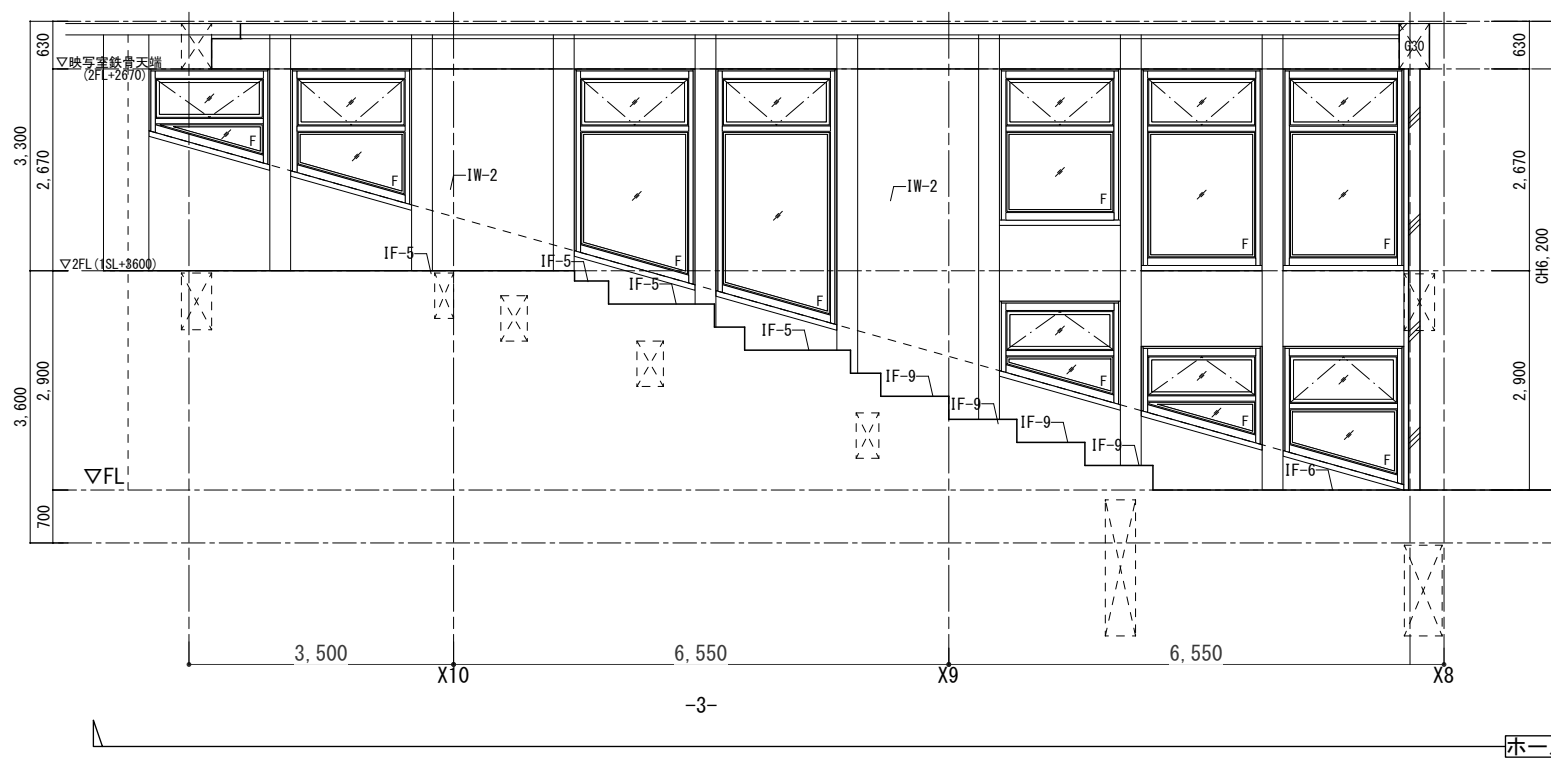 630
G30
630
▽映写室鉄骨天端
(2FL+2670)
3,300
2,670
F
F
IW-2
F
F
IW-2
F
F
F
2,670
CH6,200
▽2FL(1SL+3600)
IF-5
IF-5
IF-5
IF-5
IF-9
IF-9
IF-9
IF-9
F
F
F
IF-6
3,600
2,900
2,900
▽FL
700
3,500
6,550
6,550
X10
X9
X8
-3-